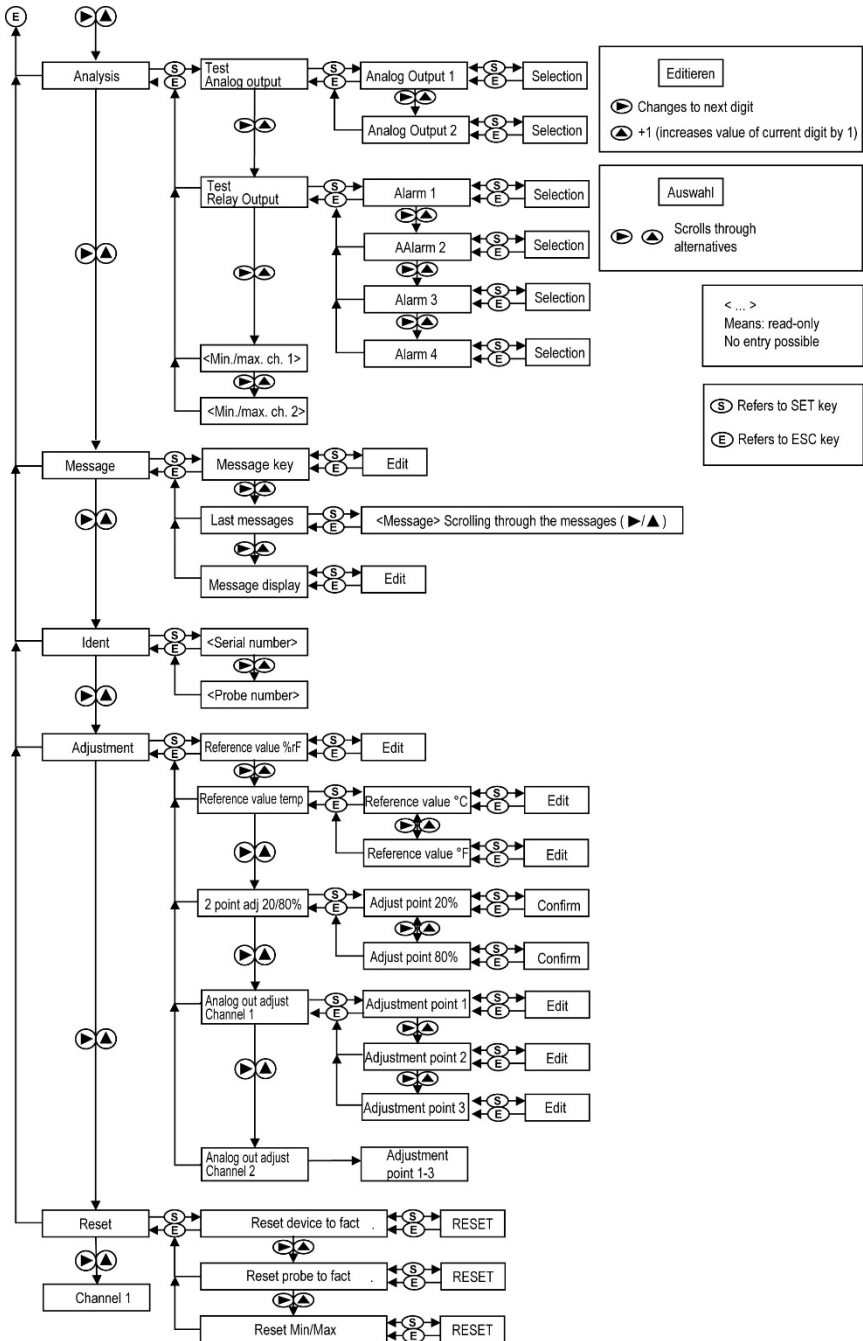 E
Analysis
S
E
Test
Analog output
S
E
Analog Output 1
S
E
Selection
Analog Output 2
S
E
Selection
Test
Relay Output
S
E
Alarm 1
S
E
Selection
AAlarm 2
S
E
Selection
Alarm 3
S
E
Selection
Alarm 4
S
E
Selection
<Min./max. ch. 1>
<Min./max. ch. 2>
Editieren
Changes to next digit
+1 (increases value of current digit by 1)
Auswahl
Scrolls through
alternatives
< ... >
Means: read-only
No entry possible
S Refers to SET key
E Refers to ESC key
Message
S
E
Message key
S
E
Edit
Last messages
S
E
<Message> Scrolling through the messages ( ▶/▲ )
Message display
S
E
Edit
Ident
S
E
<Serial number>
<Probe number>
Adjustment
S
E
Reference value %rF
S
E
Edit
Reference value temp
S
E
Reference value °C
S
E
Edit
Reference value °F
S
E
Edit
2 point adj 20/80%
S
E
Adjust point 20%
S
E
Confirm
Adjust point 80%
S
E
Confirm
Analog out adjust
Channel 1
S
E
Adjustment point 1
S
E
Edit
Adjustment point 2
S
E
Edit
Adjustment point 3
S
E
Edit
Analog out adjust
Channel 2
Adjustment
point 1-3
Reset
S
E
Reset device to fact .
S
E
RESET
Reset probe to fact .
S
E
RESET
Reset Min/Max
S
E
RESET
Channel 1